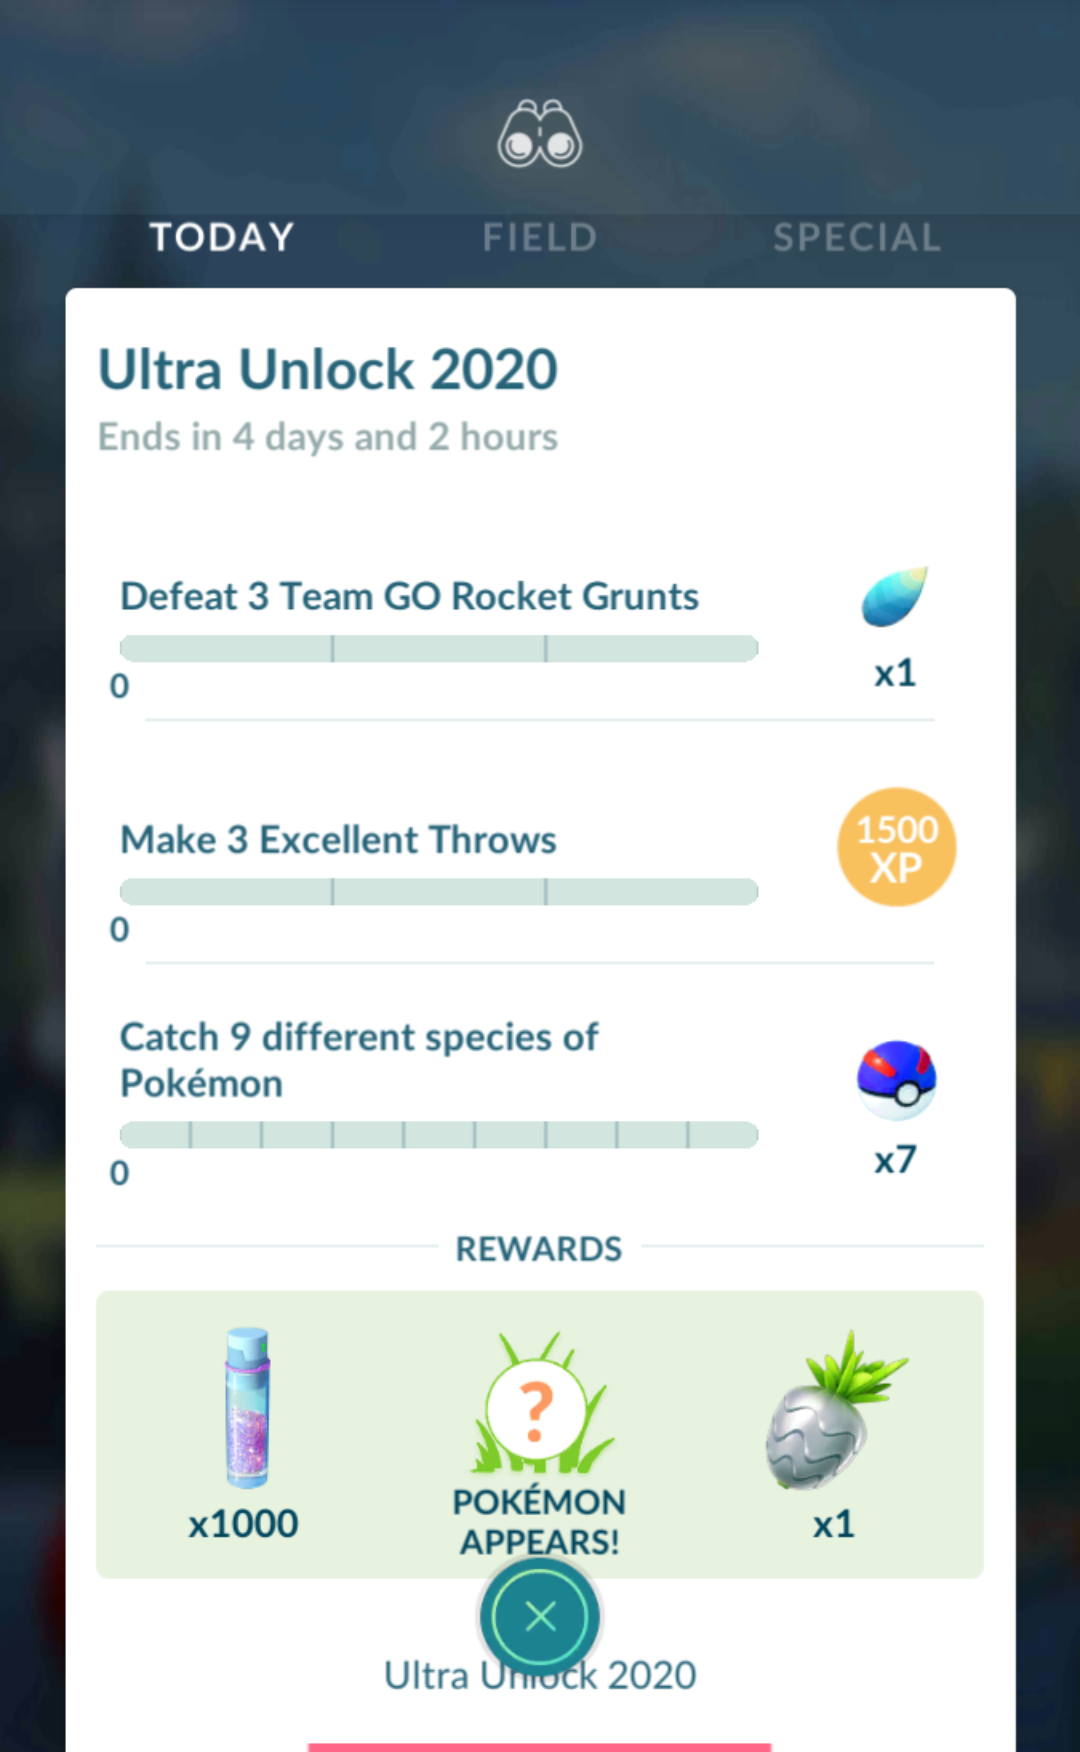 TODAY
FIELD
SPECIAL
Ultra Unlock 2020
Ends in 4 days and 2 hours
Defeat 3 Team GO Rocket Grunts
0
x1
Make 3 Excellent Throws
0
1500
XP
Catch 9 different species of
Pokémon
0
x7
REWARDS
x1000
?
POKÉMON
APPEARS!
x1
Ultra Unlock 2020